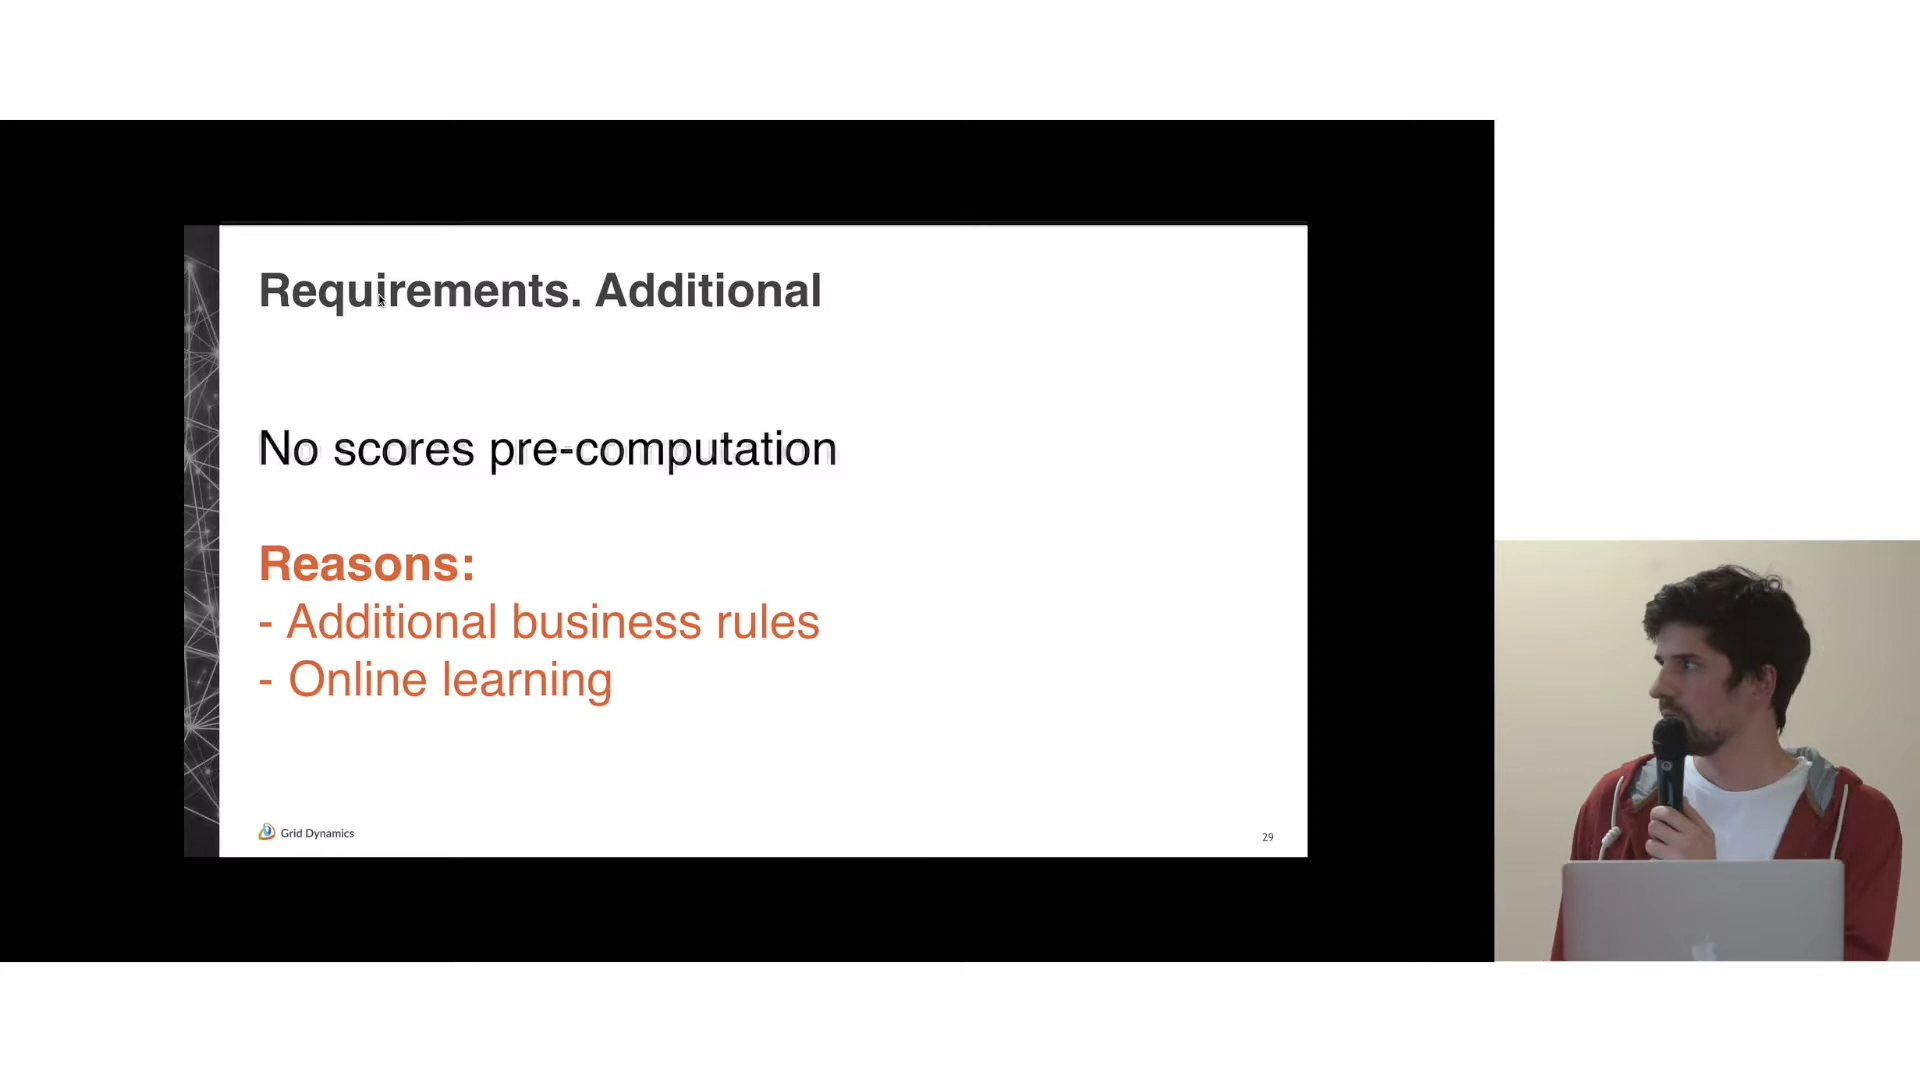 Requirements. Additional
No scores pre-computation
Reasons:
- Additional business rules
- Online learning
Grid Dynamics
29